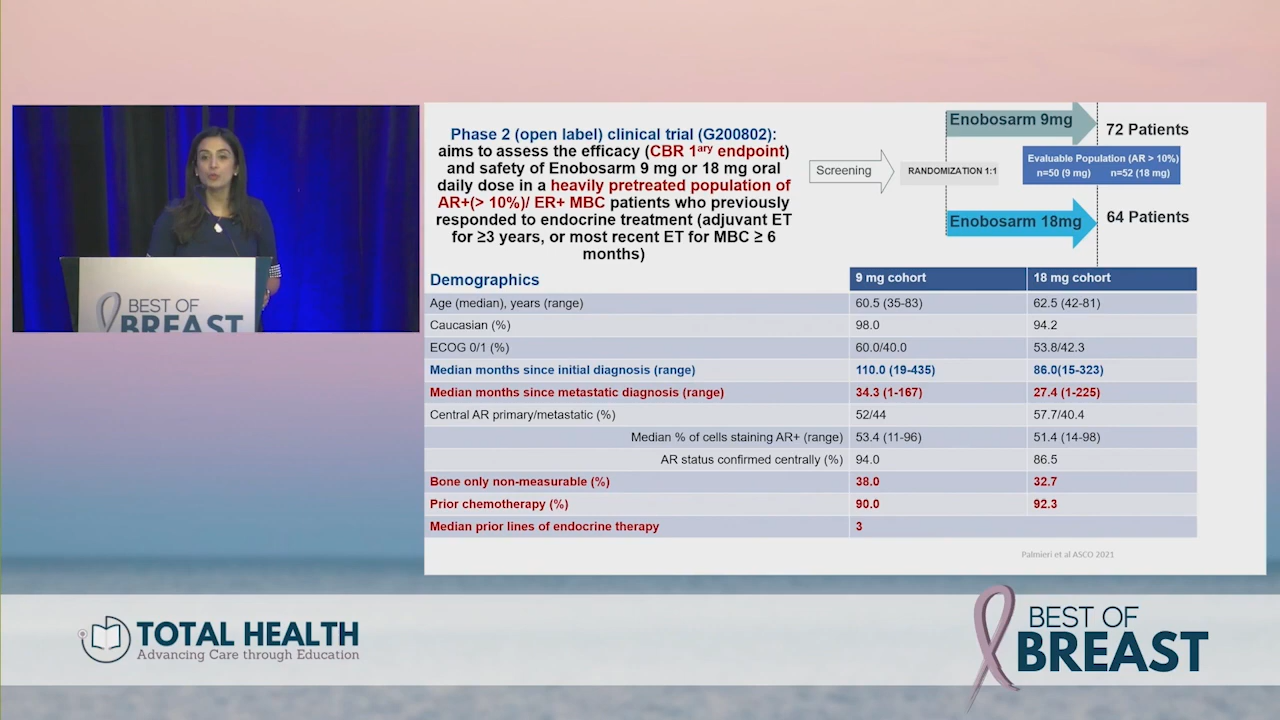 Phase 2 (open label) clinical trial (G200802):
aims to assess the efficacy (CBR 1ary endpoint)
and safety of Enobosarm 9 mg or 18 mg oral
daily dose in a heavily pretreated population of
AR+(> 10%)/ ER+ MBC patients who previously
responded to endocrine treatment (adjuvant ET
for ≥3 years, or most recent ET for MBC ≥ 6
months)
Screening
RANDOMIZATION 1:1
Enobosarm 9mg
72 Patients
Evaluable Population (AR > 10%)
n=50 (9 mg) n=52 (18 mg)
Enobosarm 18mg
64 Patients
Demographics 9 mg cohort 18 mg cohort
Age (median), years (range) 60.5 (35-83) 62.5 (42-81)
Caucasian (%) 98.0 94.2
ECOG 0/1 (%) 60.0/40.0 53.8/42.3
Median months since initial diagnosis (range) 110.0 (19-435) 86.0(15-323)
Median months since metastatic diagnosis (range) 34.3 (1-167) 27.4 (1-225)
Central AR primary/metastatic (%) 52/44 57.7/40.4
Median % of cells staining AR+ (range) 53.4 (11-96) 51.4 (14-98)
AR status confirmed centrally (%) 94.0 86.5
Bone only non-measurable (%) 38.0 32.7
Prior chemotherapy (%) 90.0 92.3
Median prior lines of endocrine therapy 3
Palmieri et al ASCO 2021
BEST OF
BREAST
TOTAL HEALTH
Advancing Care through Education
BEST OF
BREAST